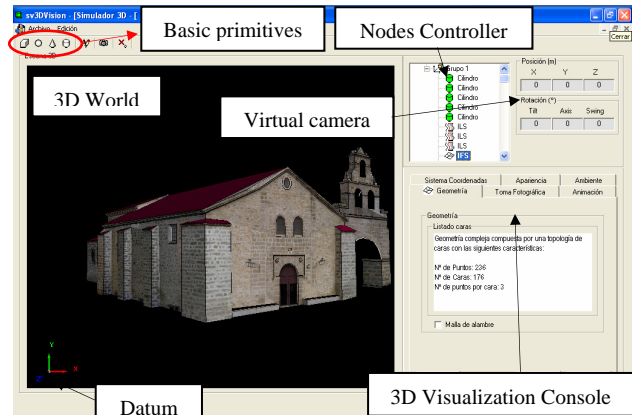 sv3DVision - [Simulador 3D - [
Archivo Edición
Cerrar
Basic primitives
Nodes Controller
3D World
Virtual camera
Grupo 1
Cilindro
Cilindro
Cilindro
Cilindro
Cilindro
ILS
ILS
ILS
IFS
Posición (m)
X Y Z
0 0 0
Rotación (º)
Tilt Axis Swing
0 0 0
Sistema Coordenadas Apariencia Ambiente
Geometría Toma Fotográfica Animación
Geometría
Listado caras
Geometría compleja compuesta por una topología de
caras con las siguientes características:
Nº de Puntos: 236
Nº de Caras: 176
Nº de puntos por cara: 3
Malla de alambre
Y
X
Datum
3D Visualization Console